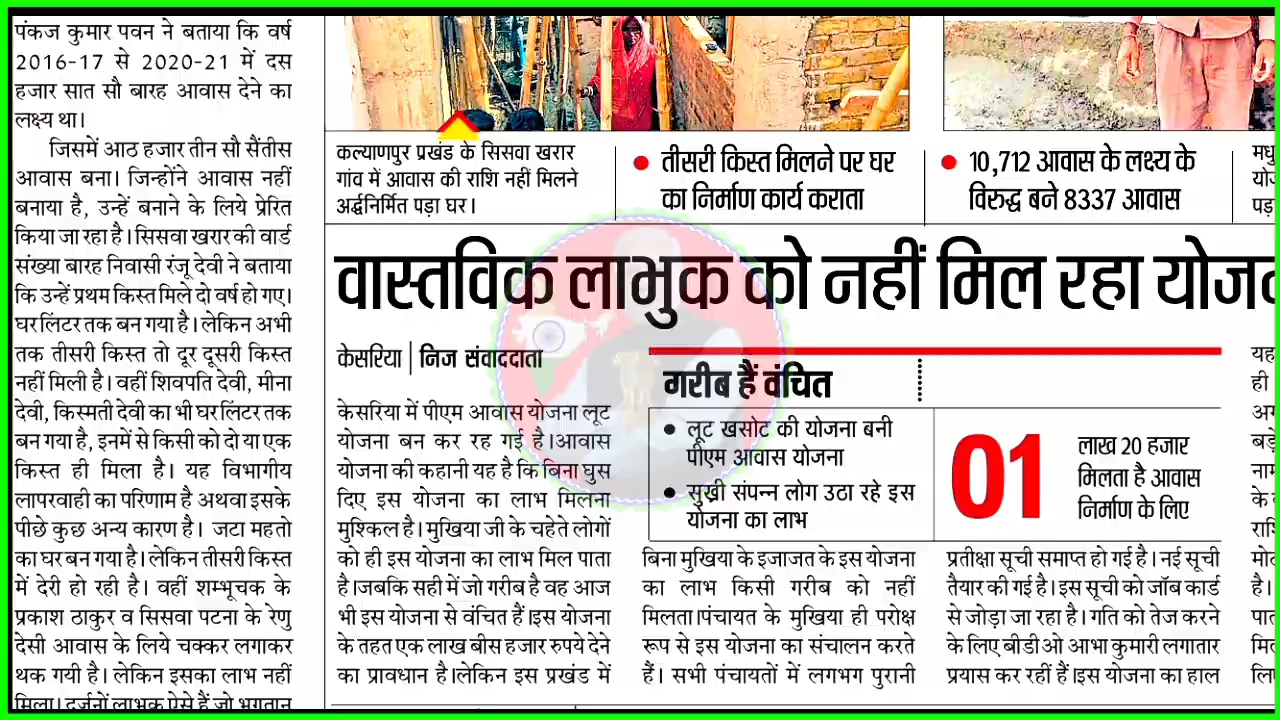 पंकज कुमार पवन ने बताया कि वर्ष
2016-17 से 2020-21 में दस
हजार सात सौ बारह आवास देने का
लक्ष्य था।
जिसमें आठ हजार तीन सौ सैंतीस
आवास बना। जिन्होंने आवास नहीं
बनाया है, उन्हें बनाने के लिये प्रेरित
किया जा रहा है। सिसवा खरार की वार्ड
संख्या बारह निवासी रंजू देवी ने बताया
कि उन्हें प्रथम किस्त मिले दो वर्ष हो गए।
घर लिंटर तक बन गया है। लेकिन अभी
तक तीसरी किस्त तो दूर दूसरी किस्त
नहीं मिली है। वहीं शिवपति देवी, मीना
देवी, किस्मती देवी का भी घर लिंटर तक
बन गया है, इनमें से किसी को दो या एक
किस्त ही मिला है। यह विभागीय
लापरवाही का परिणाम है अथवा इसके
पीछे कुछ अन्य कारण है। जटा महतो
का घर बन गया है। लेकिन तीसरी किस्त
में देरी हो रही है। वहीं शम्भूचक के
प्रकाश ठाकुर व सिसवा पटना के रेणु
देसी आवास के लिये चक्कर लगाकर
थक गयी है। लेकिन इसका लाभ नहीं
मिला। दर्जनों लाभुक ऐसे हैं जो भुगतान
कल्याणपुर प्रखंड के सिसवा खरार
गांव में आवास की राशि नहीं मिलने
अर्द्धनिर्मित पड़ा घर।
● तीसरी किस्त मिलने पर घर
का निर्माण कार्य कराता
● 10,712 आवास के लक्ष्य के
विरुद्ध बने 8337 आवास
वास्तविक लाभुक को नहीं मिल रहा
केसरिया | निज संवाददाता
केसरिया में पीएम आवास योजना लूट
योजना बन कर रह गई है।आवास
योजना की कहानी यह है कि बिना घुस
दिए इस योजना का लाभ मिलना
मुश्किल है। मुखिया जी के चहेते लोगों
को ही इस योजना का लाभ मिल पाता
है।जबकि सही में जो गरीब है वह आज
भी इस योजना से वंचित हैं।इस योजना
के तहत एक लाख बीस हजार रुपये देने
का प्रावधान है।लेकिन इस प्रखंड में
गरीब हैं वंचित
● लूट खसोट की योजना बनी
पीएम आवास योजना
● सुखी संपन्न लोग उठा रहे इस
योजना का लाभ
01
लाख 20 हजार
मिलता है आवास
निर्माण के लिए
बिना मुखिया के इजाजत के इस योजना
का लाभ किसी गरीब को नहीं
मिलता।पंचायत के मुखिया ही परोक्ष
रूप से इस योजना का संचालन करते
हैं। सभी पंचायतों में लगभग पुरानी
प्रतीक्षा सूची समाप्त हो गई है। नई सूची
तैयार की गई है। इस सूची को जॉब कार्ड
से जोड़ा जा रहा है। गति को तेज करने
के लिए बीडीओ आभा कुमारी लगातार
प्रयास कर रहीं हैं।इस योजना का हाल